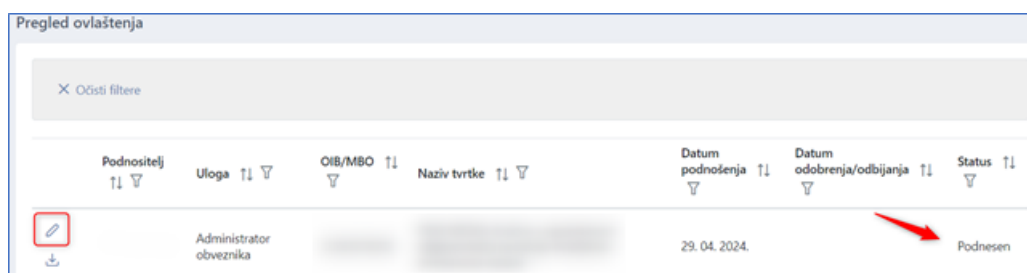 Pregled ovlaštenja
Očisti filtere
Podnositelj
Uloga
OIB/MBO
Naziv tvrtke
Datum
podnošenja
Datum
odobrenja/odbijanja
Status
Administrator
obveznika
29. 04. 2024.
Podnesen